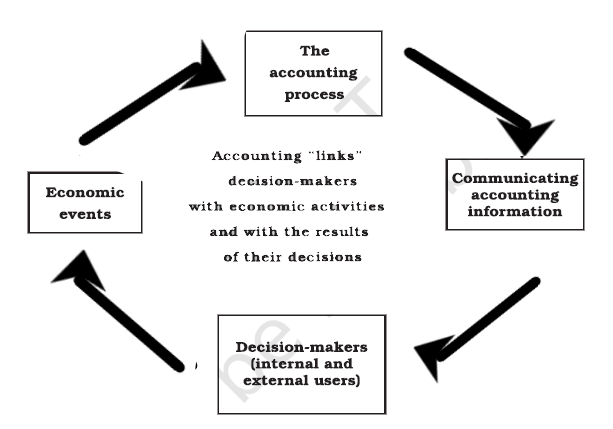 The
accounting
process
Communicating
accounting
information
Economic
events
Accounting "links"
decision-makers
with economic activities
and with the results
of their decisions
Decision-makers
(internal and
external users)
be